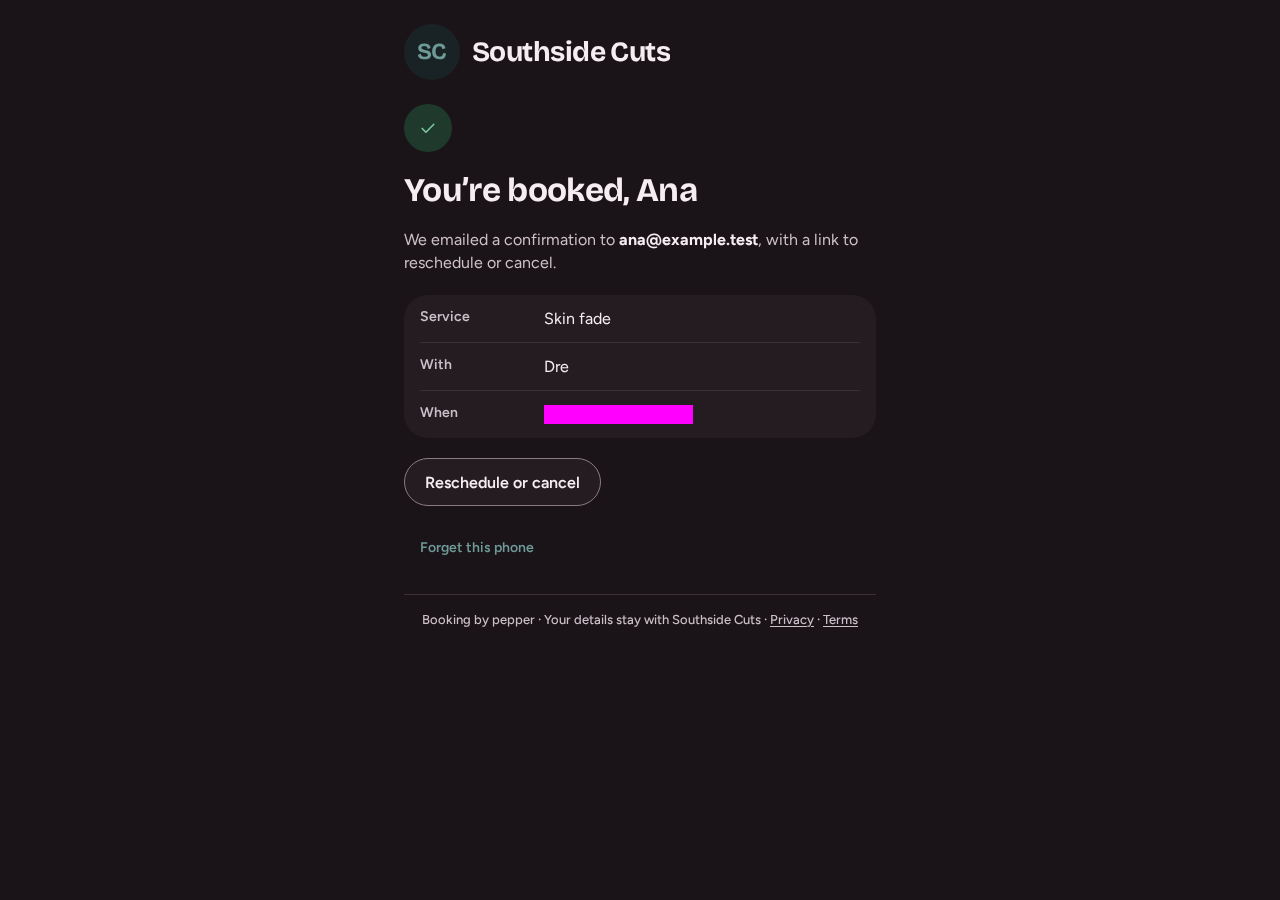 SC
Southside Cuts
You’re booked, Ana
We emailed a confirmation to ana@example.test, with a link to
reschedule or cancel.
Service Skin fade
With Dre
When
Reschedule or cancel
Forget this phone
Booking by pepper · Your details stay with Southside Cuts · Privacy · Terms